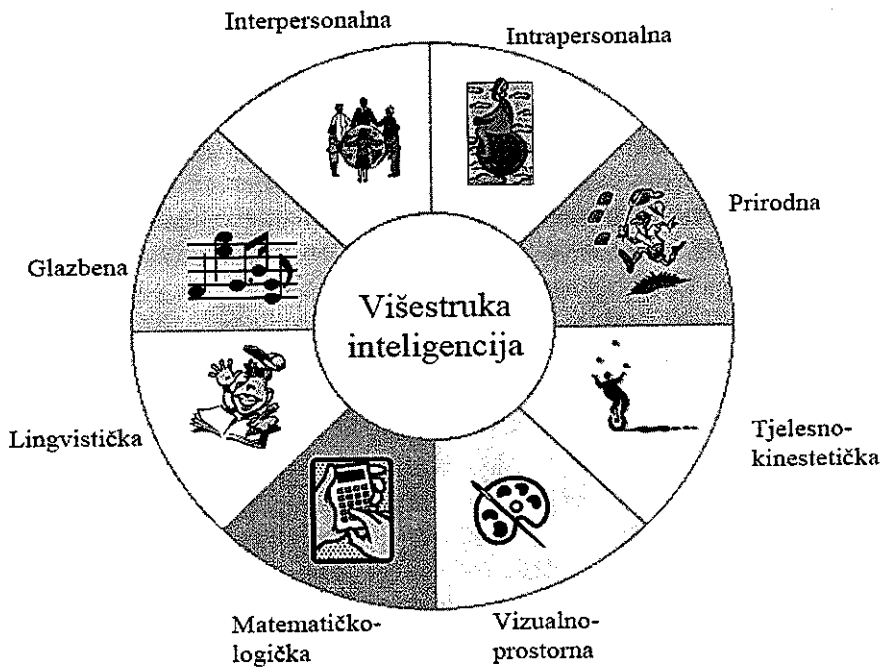 Interpersonalna
Intrapersonalna
Prirodna
Glazbena
Višestruka
inteligencija
Lingvistička
Tjelesno-
kinestetička
Matematičko-
logička
Vizualno-
prostorna